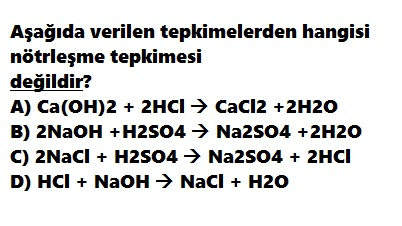 Aşağıda verilen tepkimelerden hangisi
nötrleşme tepkimesi
değildir?
A) Ca(OH)2 + 2HCl → CaCl2 +2H2O
B) 2NaOH +H2SO4 → Na2SO4 +2H2O
C) 2NaCl + H2SO4 → Na2SO4 + 2HCl
D) HCl + NaOH → NaCl + H2O